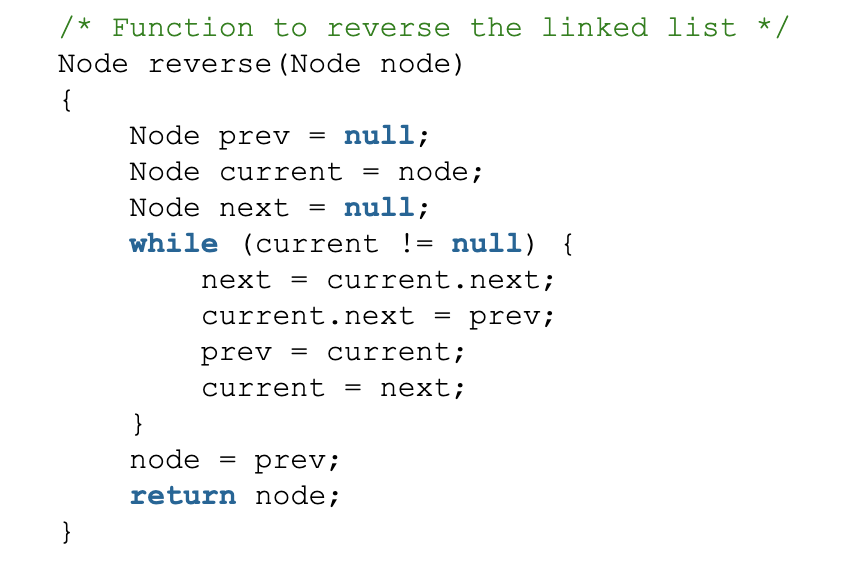 /* Function to reverse the linked list */
Node reverse(Node node)
{
    Node prev = null;
    Node current = node;
    Node next = null;
    while (current != null) {
        next = current.next;
        current.next = prev;
        prev = current;
        current = next;
    }
    node = prev;
    return node;
}